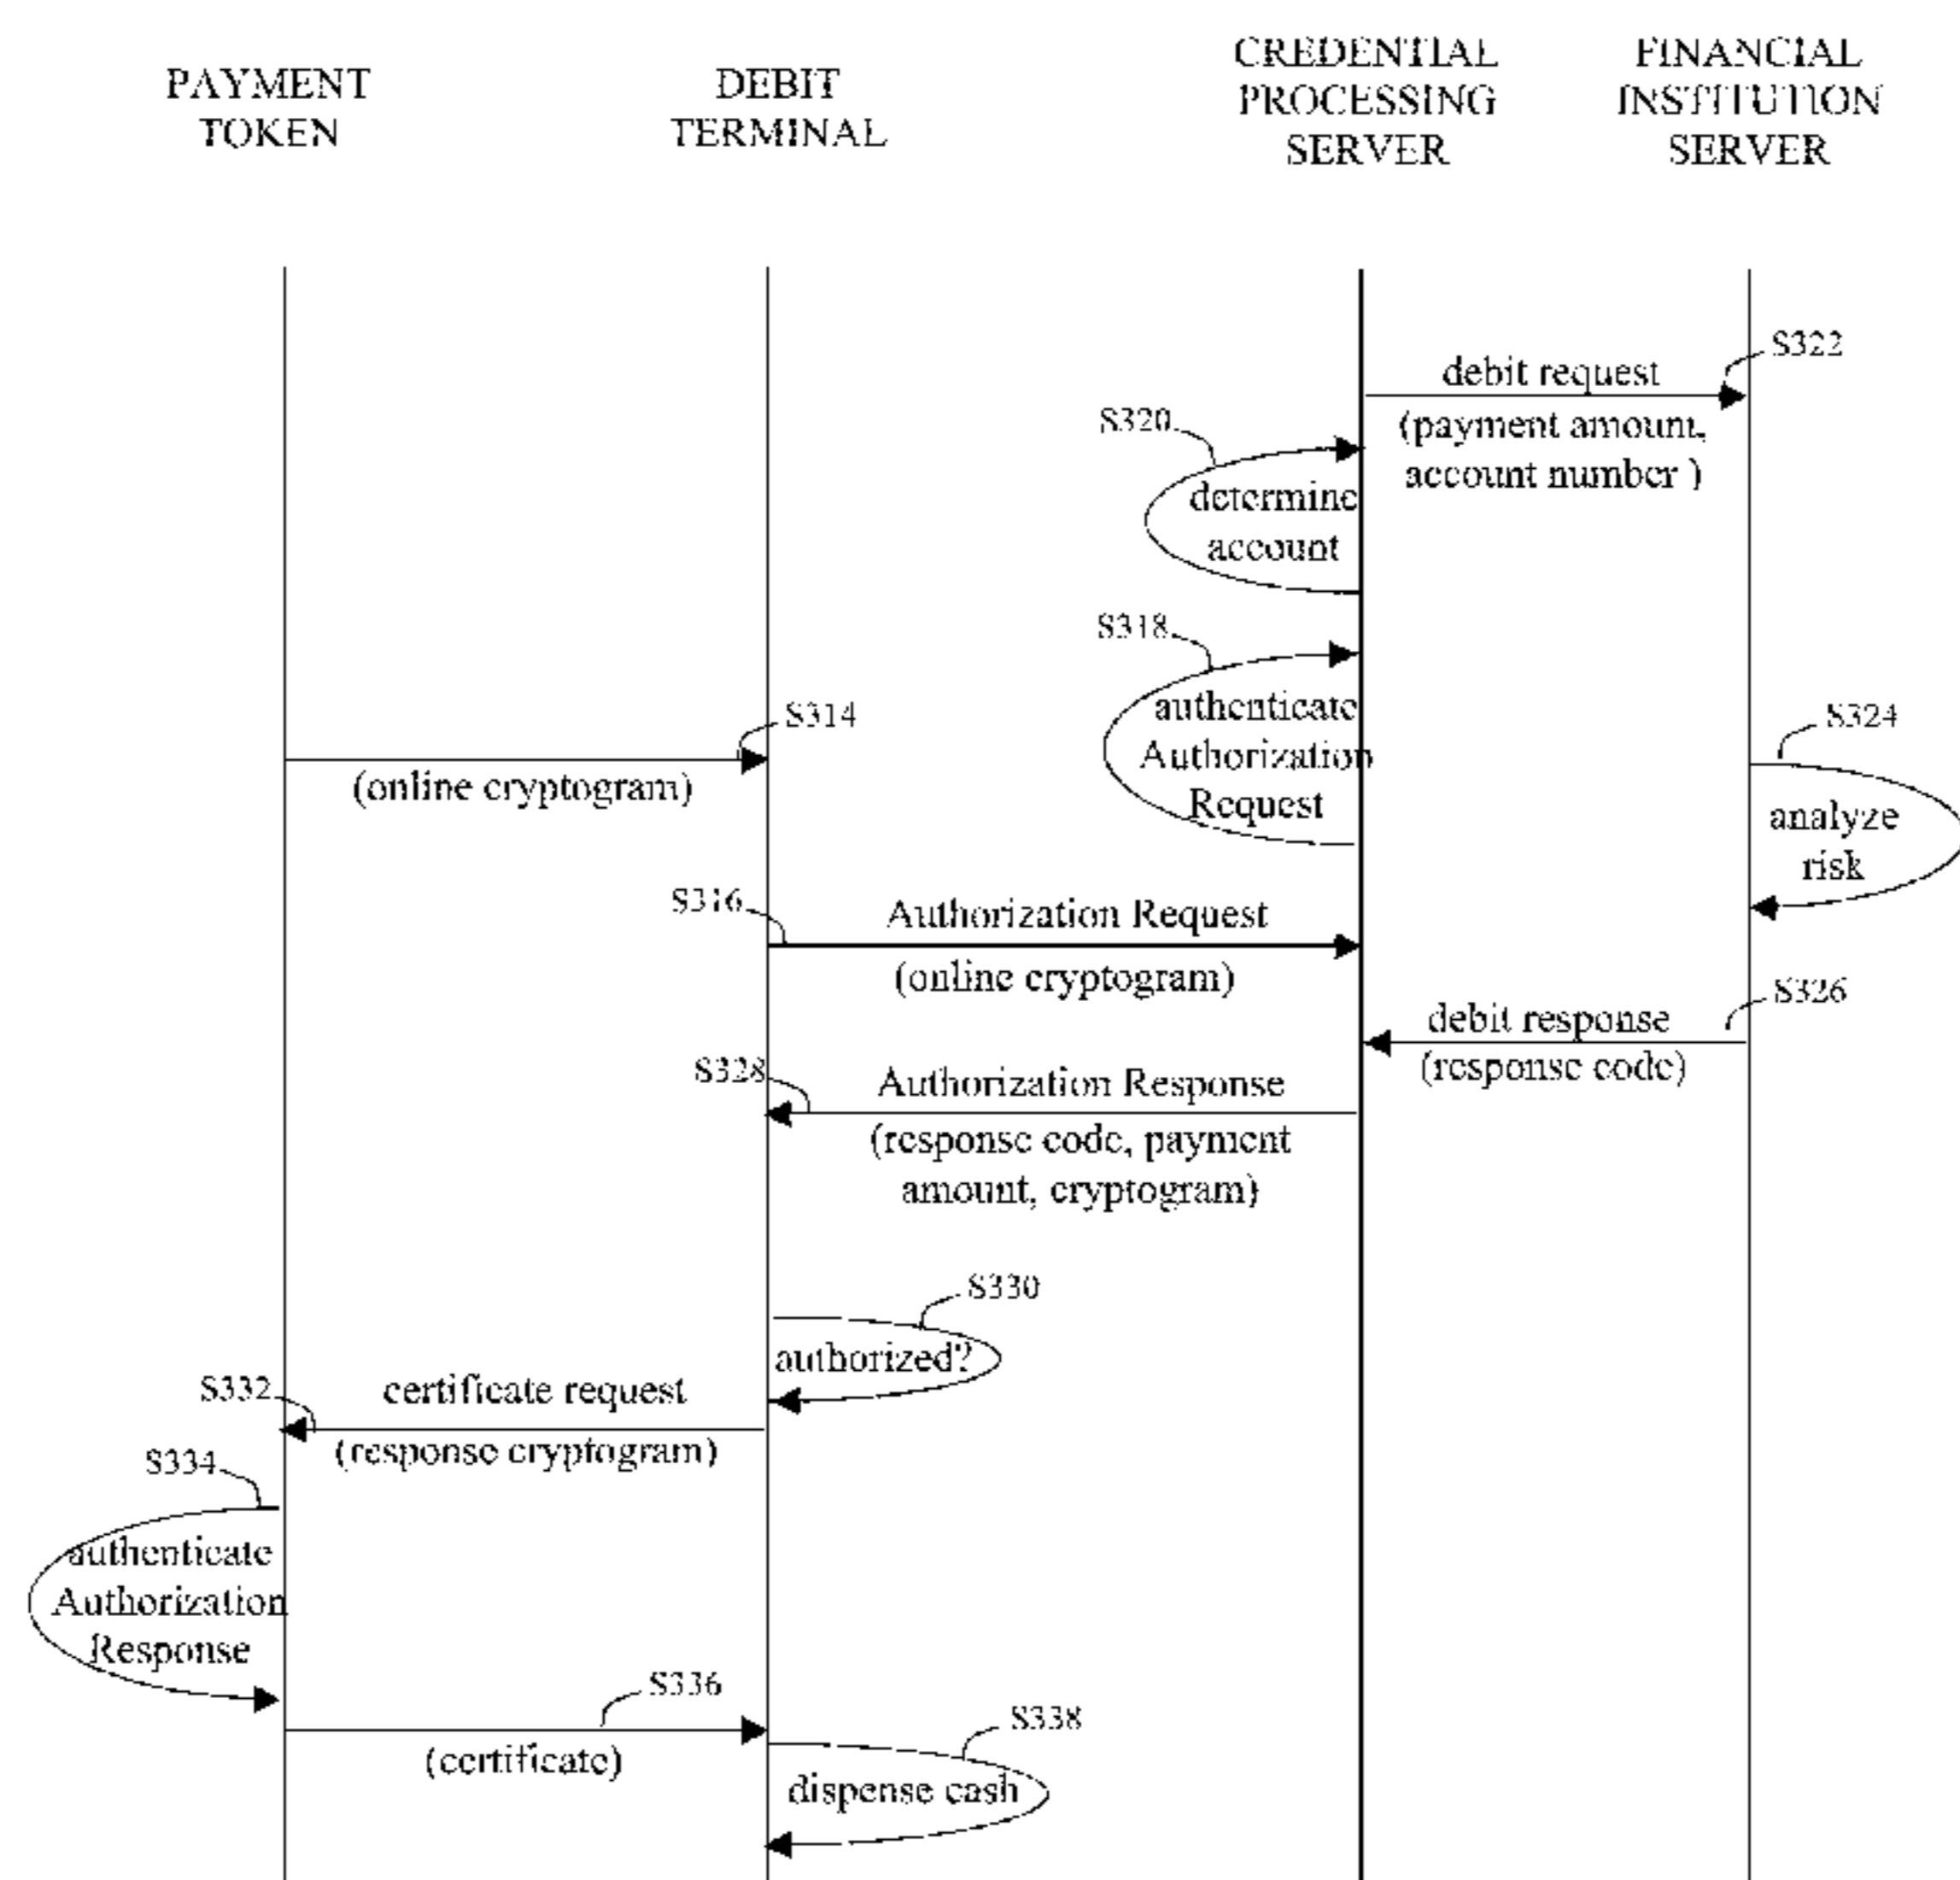 PAYMENT
TOKEN
DEBIT
TERMINAL
CREDENTIAL
PROCESSING
SERVER
FINANCIAL
INSTITUTION
SERVER
S322
debit request
(payment amount,
account number )
S320
determine
account
S318
authenticate
Authorization
Request
S314
(online cryptogram)
S324
analyze
risk
S316
Authorization Request
(online cryptogram)
S326
debit response
(response code)
S328
Authorization Response
(response code, payment
amount, cryptogram)
S330
authorized?
S332
certificate request
(response cryptogram)
S334
authenticate
Authorization
Response
S336
(certificate)
S338
dispense cash